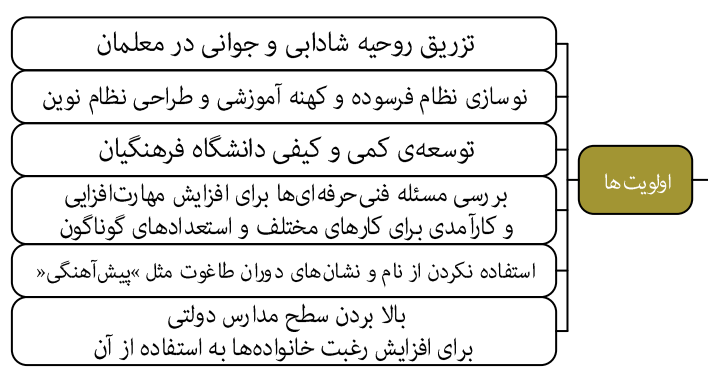 اولویت‌ها
تزریق روحیه شادابی و جوانی در معلمان
نوسازی نظام فرسوده و کهنه آموزشی و طراحی نظام نوین
توسعه‌ی کمی و کیفی دانشگاه فرهنگیان
بررسی مسئله فنی‌حرفه‌ای‌ها برای افزایش مهارت‌افزایی
و کارآمدی برای کارهای مختلف و استعدادهای گوناگون
استفاده نکردن از نام و نشان‌های دوران طاغوت مثل »پیش‌آهنگی«
بالا بردن سطح مدارس دولتی
برای افزایش رغبت خانواده‌ها به استفاده از آن